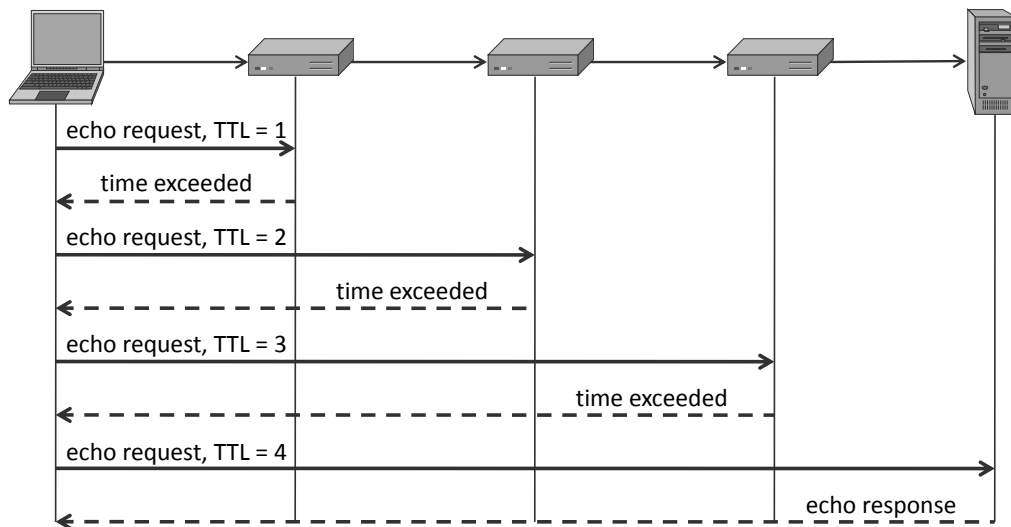 echo request, TTL = 1
time exceeded
echo request, TTL = 2
time exceeded
echo request, TTL = 3
time exceeded
echo request, TTL = 4
echo response